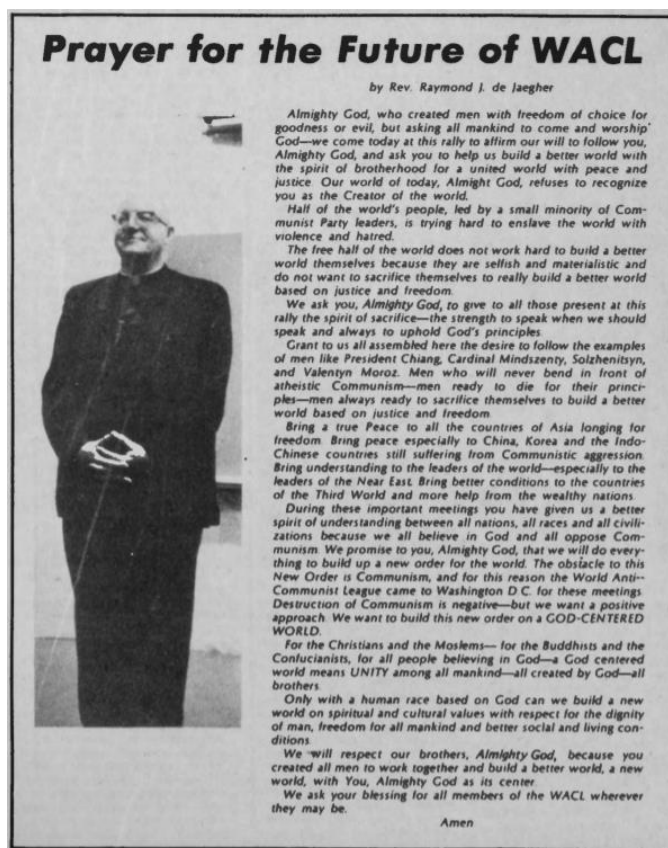 Prayer for the Future of WACL
by Rev. Raymond J. de Jaegher
Almighty God, who created men with freedom of choice for
goodness or evil, but asking all mankind to come and worship
God—we come today at this rally to affirm our will to follow you,
Almighty God, and ask you to help us build a better world with
the spirit of brotherhood for a united world with peace and
justice. Our world of today, Almight God, refuses to recognize
you as the Creator of the world.
Half of the world's people, led by a small minority of Com-
munist Party leaders, is trying hard to enslave the world with
violence and hatred.
The free half of the world does not work hard to build a better
world themselves because they are selfish and materialistic and
do not want to sacrifice themselves to really build a better world
based on justice and freedom.
We ask you, Almighty God, to give to all those present at this
rally the spirit of sacrifice—the strength to speak when we should
speak and always to uphold God's principles.
Grant to us all assembled here the desire to follow the examples
of men like President Chiang, Cardinal Mindszenty, Solzhenitsyn,
and Valentyn Moroz. Men who will never bend in front of
atheistic Communism—men ready to die for their princi-
ples—men always ready to sacrifice themselves to build a better
world based on justice and freedom.
Bring a true Peace to all the countries of Asia longing for
freedom. Bring peace especially to China, Korea and the Indo-
Chinese countries still suffering from Communistic aggression.
Bring understanding to the leaders of the world—especially to the
leaders of the Near East. Bring better conditions to the countries
of the Third World and more help from the wealthy nations.
During these important meetings you have given us a better
spirit of understanding between all nations, all races and all civili-
zations because we all believe in God and all oppose Com-
munism. We promise to you, Almighty God, that we will do every-
thing to build up a new order for the world. The obstacle to this
New Order is Communism, and for this reason the World Anti--
Communist League came to Washington D.C. for these meetings.
Destruction of Communism is negative—but we want a positive
approach. We want to build this new order on a GOD-CENTERED
WORLD.
For the Christians and the Moslems— for the Buddhists and the
Confucianists, for all people believing in God—a God centered
world means UNITY among all mankind—all created by God—all
brothers.
Only with a human race based on God can we build a new
world on spiritual and cultural values with respect for the dignity
of man, freedom for all mankind and better social and living con-
ditions.
We will respect our brothers, Almighty God, because you
created all men to work together and build a better world, a new
world, with You, Almighty God as its center.
We ask your blessing for all members of the WACL wherever
they may be.
Amen